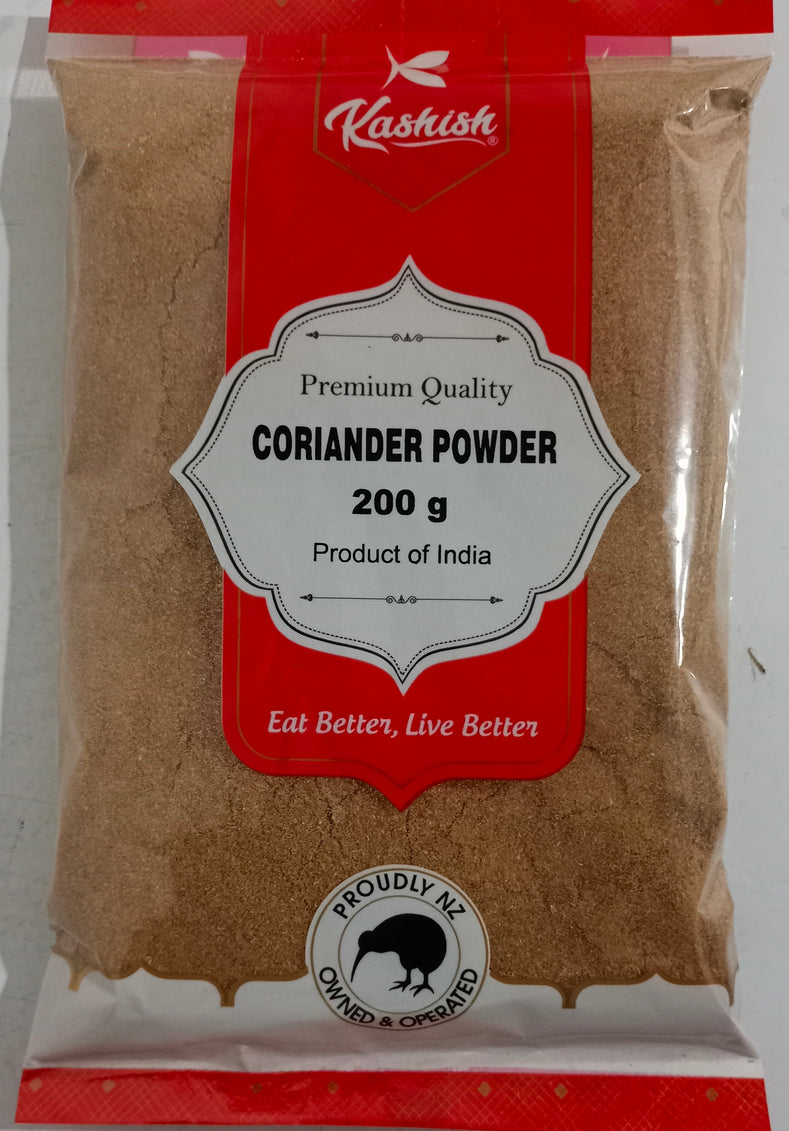 Kashish®
Premium Quality
CORIANDER POWDER
200 g
Product of India
Eat Better, Live Better
PROUDLY NZ
OWNED & OPERATED